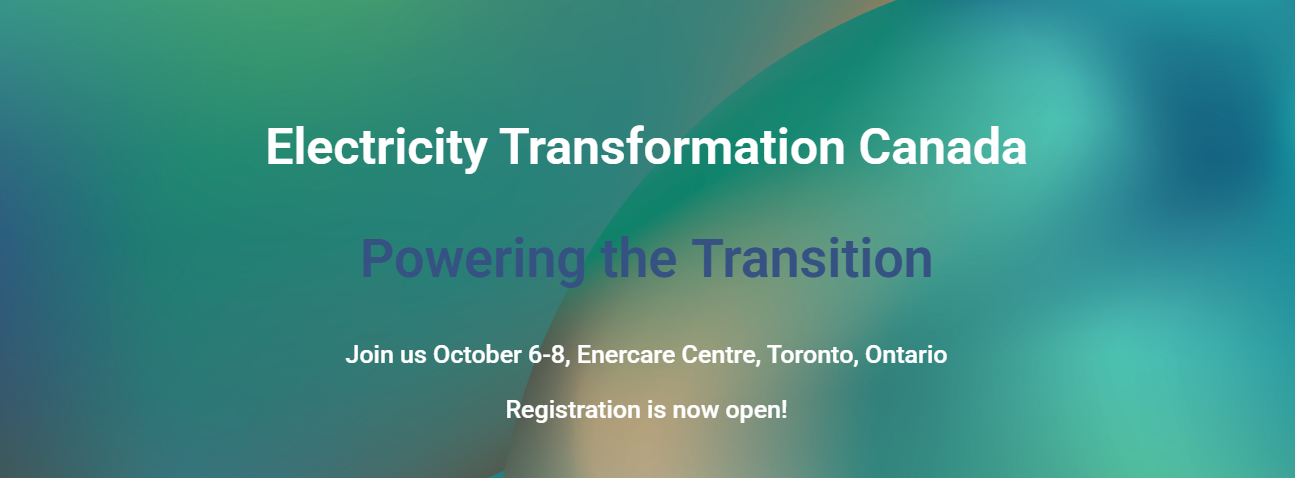 Electricity Transformation Canada
Powering the Transition
Join us October 6-8, Enercare Centre, Toronto, Ontario
Registration is now open!